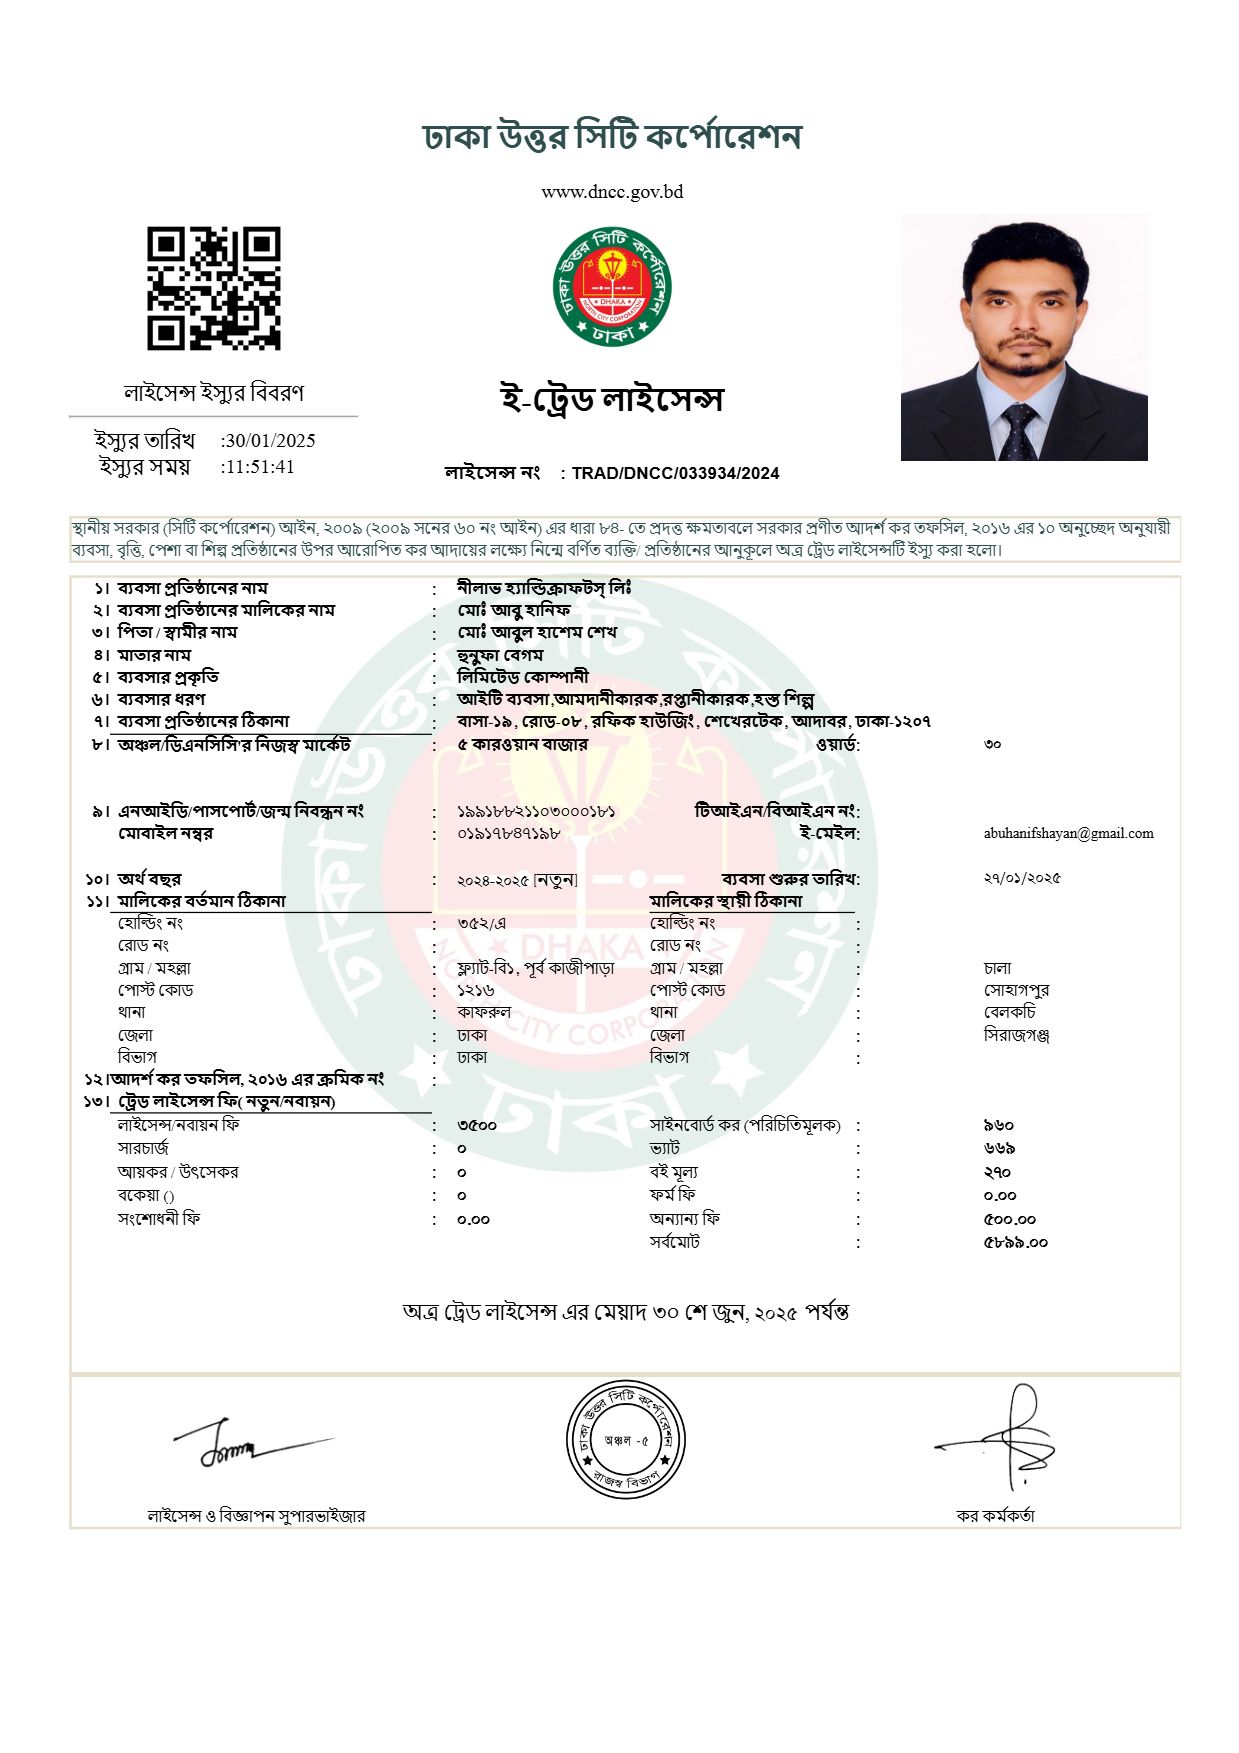 ঢাকা উত্তর সিটি কর্পোরেশন
www.dncc.gov.bd
ঢাকা উত্তর সিটি কর্পোরেশন
DHAKA
NORTH CITY CORPORATION
ঢাকা
লাইসেন্স ইস্যুর বিবরণ
ই-ট্রেড লাইসেন্স
ইস্যুর তারিখ :30/01/2025
ইস্যুর সময় :11:51:41
লাইসেন্স নং : TRAD/DNCC/033934/2024
স্থানীয় সরকার (সিটি কর্পোরেশন) আইন, ২০০৯ (২০০৯ সনের ৬০ নং আইন) এর ধারা ৮৪- তে প্রদত্ত ক্ষমতাবলে সরকার প্রণীত আদর্শ কর তফসিল, ২০১৬ এর ১০ অনুচ্ছেদ অনুযায়ী
ব্যবসা, বৃত্তি, পেশা বা শিল্প প্রতিষ্ঠানের উপর আরোপিত কর আদায়ের লক্ষ্যে নিম্মে বর্ণিত ব্যক্তি/ প্রতিষ্ঠানের আনুকূলে অত্র ট্রেড লাইসেন্সটি ইস্যু করা হলো।
১। ব্যবসা প্রতিষ্ঠানের নাম : নীলাভ হ্যান্ডিক্রাফটস্ লিঃ
২। ব্যবসা প্রতিষ্ঠানের মালিকের নাম : মোঃ আবু হানিফ
৩। পিতা / স্বামীর নাম : মোঃ আবুল হাশেম শেখ
৪। মাতার নাম : হুনুফা বেগম
৫। ব্যবসার প্রকৃতি : লিমিটেড কোম্পানী
৬। ব্যবসার ধরণ : আইটি ব্যবসা,আমদানীকারক,রপ্তানীকারক,হস্ত শিল্প
৭। ব্যবসা প্রতিষ্ঠানের ঠিকানা : বাসা-১৯, রোড-০৮, রফিক হাউজিং, শেখেরটেক, আদাবর, ঢাকা-১২০৭
৮। অঞ্চল/ডিএনসিসি'র নিজস্ব মার্কেট : ৫ কারওয়ান বাজার ওয়ার্ড: ৩০
৯। এনআইডি/পাসপোর্ট/জন্ম নিবন্ধন নং : ১৯৯১৮৮২১১০৩০০০১৮১ টিআইএন/বিআইএন নং:
মোবাইল নম্বর : ০১৯১৭৮৪৭১৯৮ ই-মেইল: abuhanifshayan@gmail.com
১০। অর্থ বছর : ২০২৪-২০২৫ [নতুন] ব্যবসা শুরুর তারিখ: ২৭/০১/২০২৫
১১। মালিকের বর্তমান ঠিকানা মালিকের স্থায়ী ঠিকানা
হোল্ডিং নং : ৩৫২/এ হোল্ডিং নং :
রোড নং : রোড নং :
গ্রাম / মহল্লা : ফ্ল্যাট-বি১, পূর্ব কাজীপাড়া গ্রাম / মহল্লা : চালা
পোস্ট কোড : ১২১৬ পোস্ট কোড : সোহাগপুর
থানা : কাফরুল থানা : বেলকচি
জেলা : ঢাকা জেলা : সিরাজগঞ্জ
বিভাগ : ঢাকা বিভাগ :
১২।আদর্শ কর তফসিল, ২০১৬ এর ক্রমিক নং :
১৩। ট্রেড লাইসেন্স ফি( নতুন/নবায়ন)
লাইসেন্স/নবায়ন ফি : ৩৫০০ সাইনবোর্ড কর (পরিচিতিমূলক) : ৯৬০
সারচার্জ : ০ ভ্যাট : ৬৬৯
আয়কর / উৎসেকর : ০ বই মূল্য : ২৭০
বকেয়া () : ০ ফর্ম ফি : ০.০০
সংশোধনী ফি : ০.০০ অন্যান্য ফি : ৫০০.০০
সর্বমোট : ৫৮৯৯.০০
অত্র ট্রেড লাইসেন্স এর মেয়াদ ৩০ শে জুন, ২০২৫ পর্যন্ত
ঢাকা উত্তর সিটি কর্পোরেশন
অঞ্চল -৫
রাজস্ব বিভাগ
লাইসেন্স ও বিজ্ঞাপন সুপারভাইজার কর কর্মকর্তা